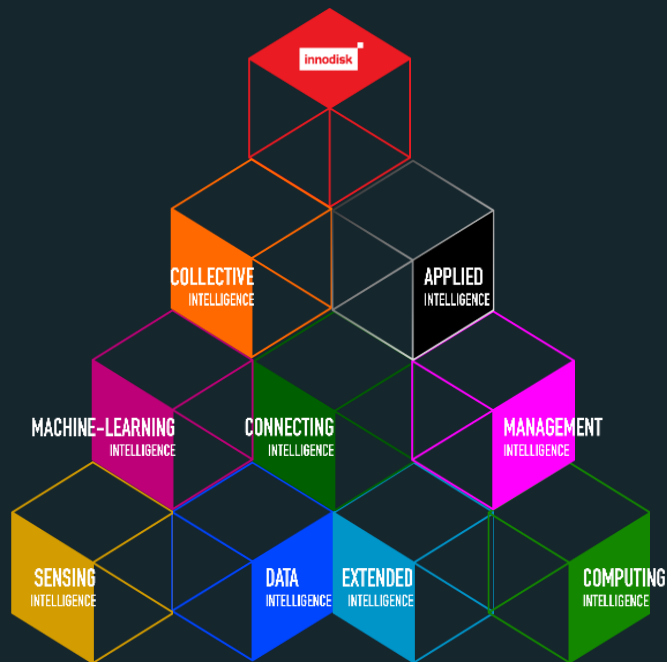 innodisk
COLLECTIVE
INTELLIGENCE
APPLIED
INTELLIGENCE
MACHINE-LEARNING
INTELLIGENCE
CONNECTING
INTELLIGENCE
MANAGEMENT
INTELLIGENCE
SENSING
INTELLIGENCE
DATA
INTELLIGENCE
EXTENDED
INTELLIGENCE
COMPUTING
INTELLIGENCE